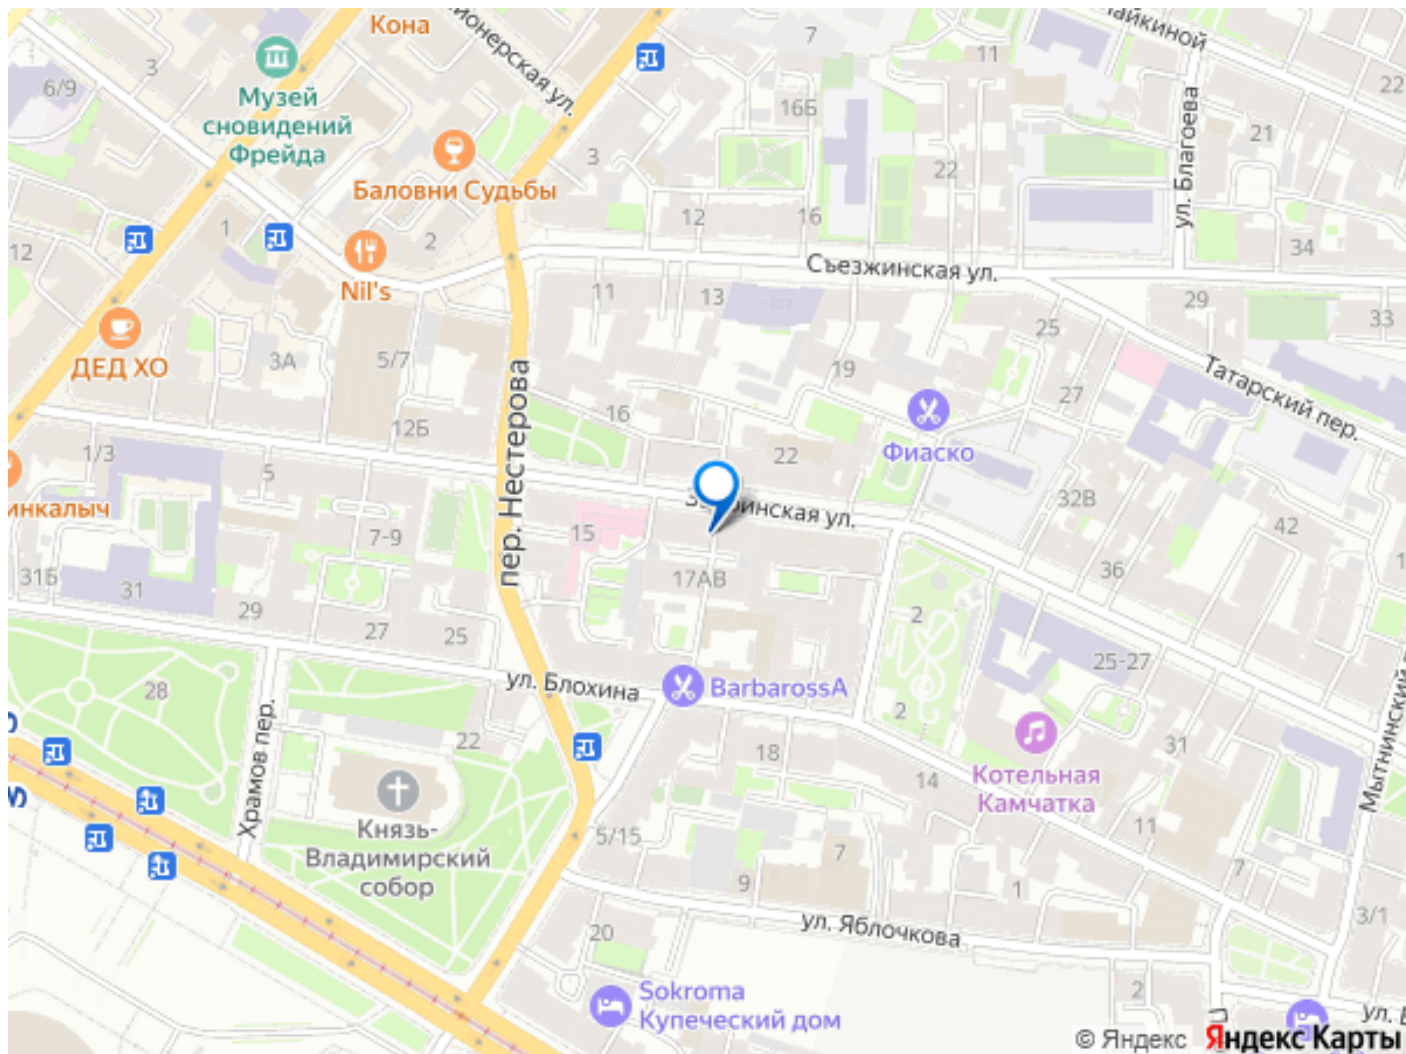 Кона
7
11
3
6/9
22
Музей
сновидений
Фрейда
16Б
21
ул. Благоева
3
22
Баловни Судьбы
12
16
1
2
34
12
Съезжинская ул.
Nil's
11
13
29
33
25
ДЕД ХО
3А
5/7
19
Татарский пер.
27
пер. Нестерова
16
12Б
Фиаско
1/3
5
22
32В
42
15
7-9
17АВ
36
31Б
31
29
27
25
2
25-27
28
ул. Блохина
BarbarossA
2
22
18
31
Храмов пер.
14
Котельная
Камчатка
Мытнинский
Князь-
Владимирский
собор
5/15
7
11
7
9
1
3/1
20
ул. Яблочкова
2
Sokroma
Купеческий дом
ул.
© Яндекс
Яндекс Карты